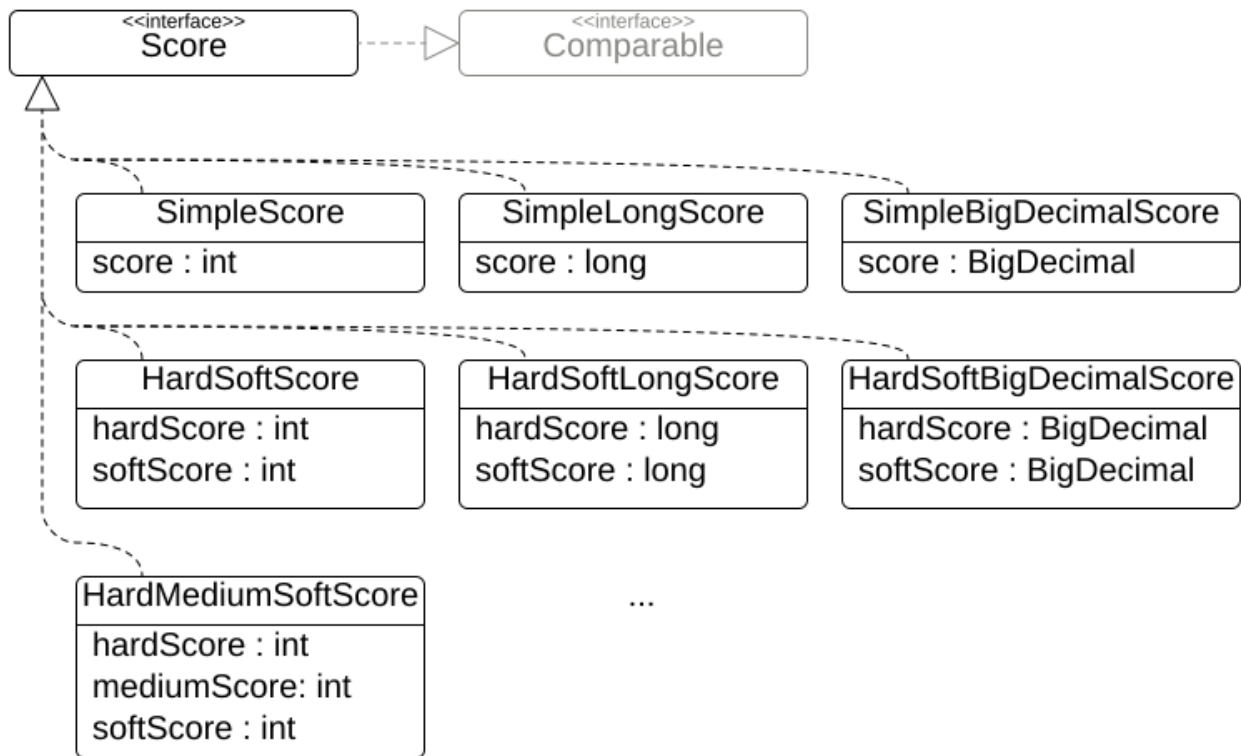 <<interface>>
Score
<<interface>>
Comparable
SimpleScore
score : int
SimpleLongScore
score : long
SimpleBigDecimalScore
score : BigDecimal
HardSoftScore
hardScore : int
softScore : int
HardSoftLongScore
hardScore : long
softScore : long
HardSoftBigDecimalScore
hardScore : BigDecimal
softScore : BigDecimal
HardMediumSoftScore
hardScore : int
mediumScore: int
softScore : int
...